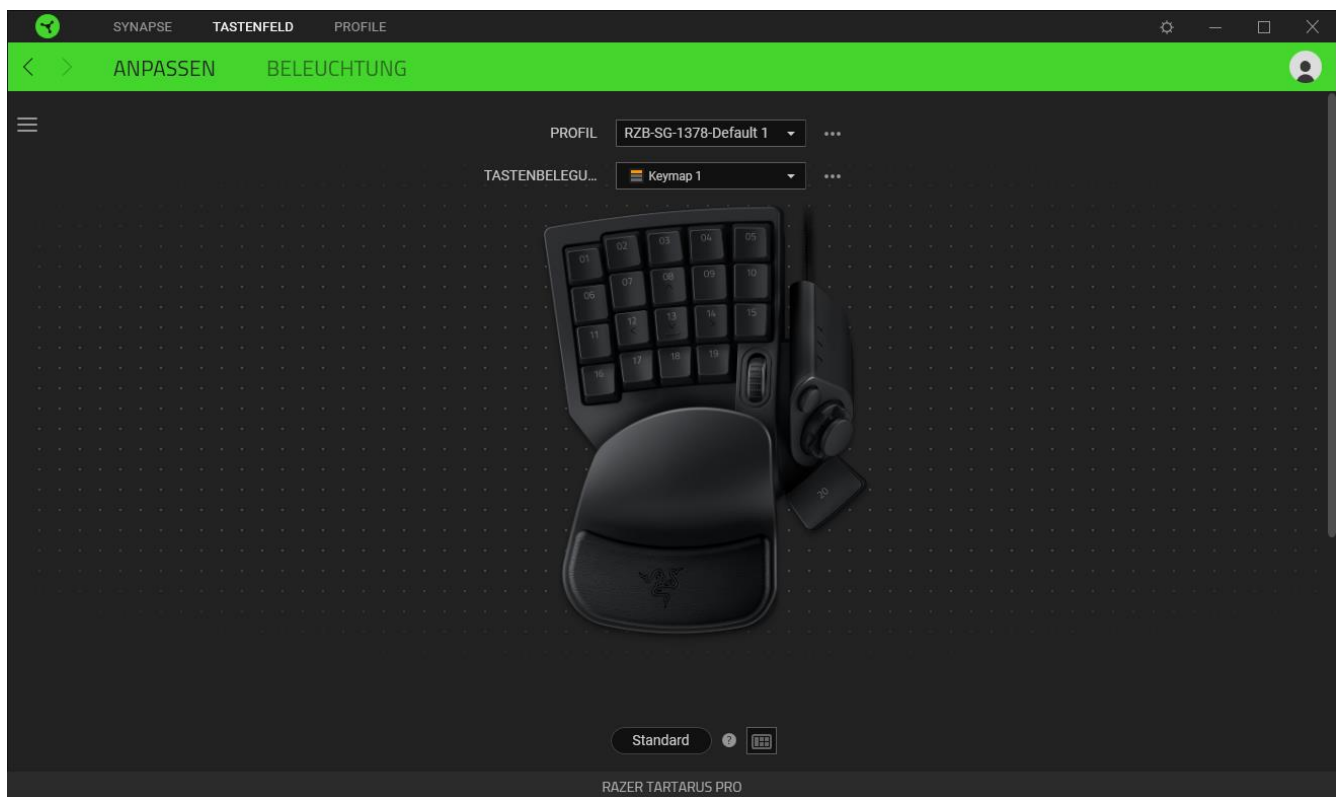 SYNAPSE TASTENFELD PROFILE
ANPASSEN BELEUCHTUNG
PROFIL RZB-SG-1378-Default 1
TASTENBELEGU... Keymap 1
01 02 03 04 05
06 07 08 09 10
11 12 13 14 15
16 17 18 19
20
Standard ?
RAZER TARTARUS PRO